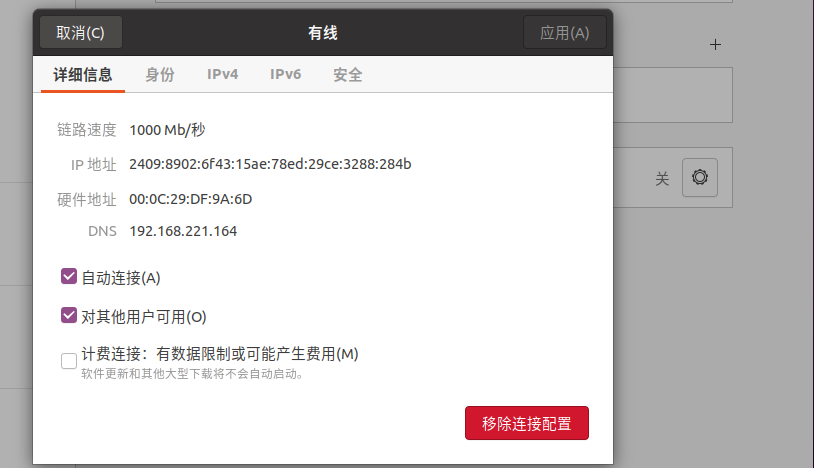 取消(C) 有线 应用(A)
详细信息 身份 IPv4 IPv6 安全
链路速度 1000 Mb/秒
IP 地址 2409:8902:6f43:15ae:78ed:29ce:3288:284b
硬件地址 00:0C:29:DF:9A:6D
关
DNS 192.168.221.164
自动连接(A)
对其他用户可用(O)
计费连接：有数据限制或可能产生费用(M)
软件更新和其他大型下载将不会自动启动。
移除连接配置